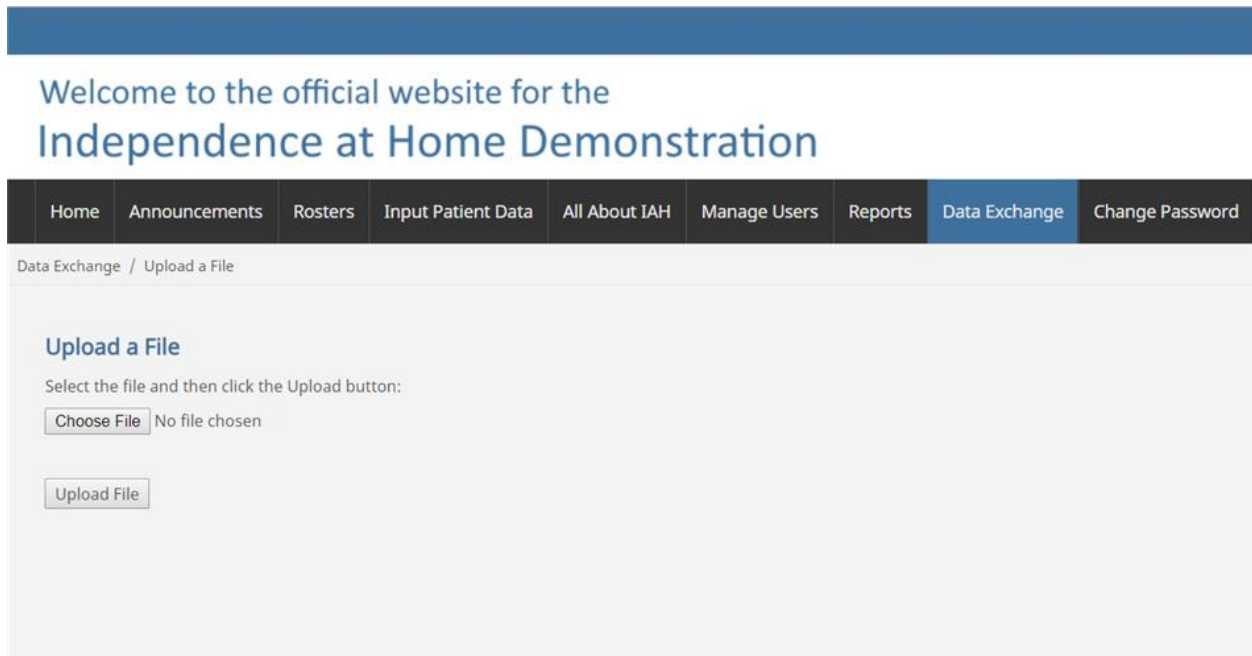 Welcome to the official website for the
Independence at Home Demonstration
Home Announcements Rosters Input Patient Data All About IAH Manage Users Reports Data Exchange Change Password
Data Exchange / Upload a File
Upload a File
Select the file and then click the Upload button:
Choose File No file chosen
Upload File